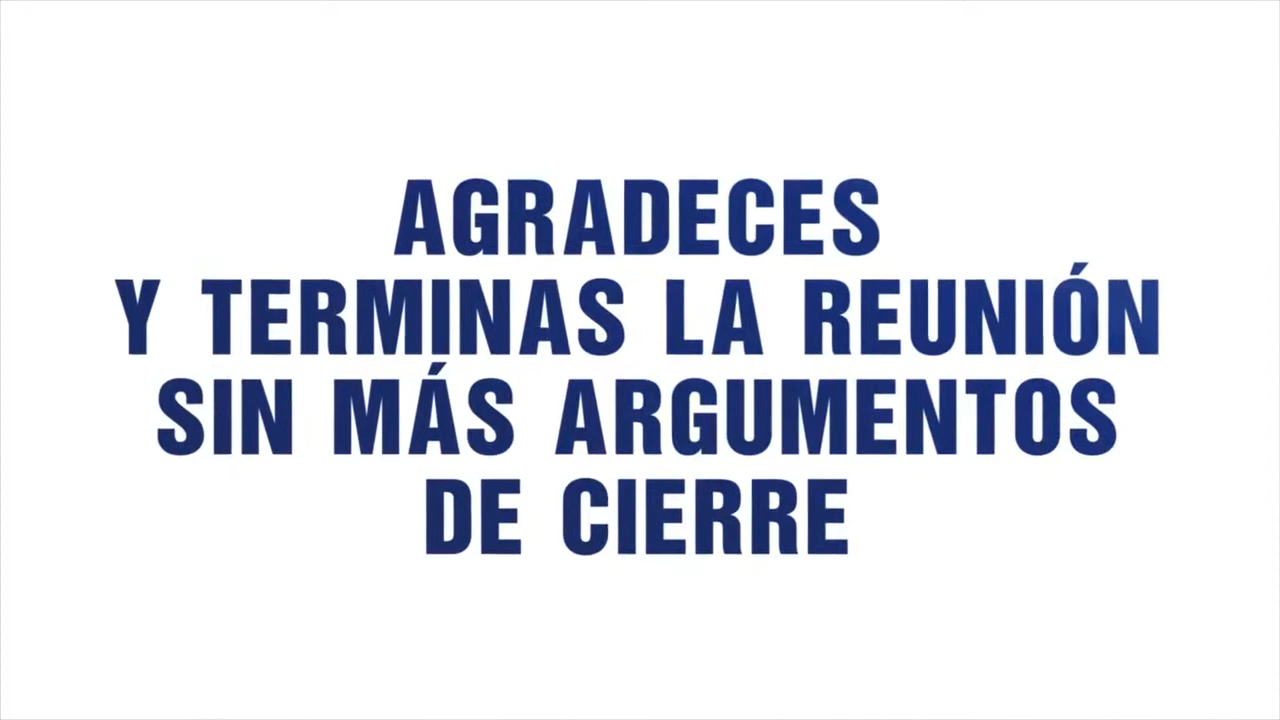 AGRADECES
Y TERMINAS LA REUNIÓN
SIN MÁS ARGUMENTOS
DE CIERRE